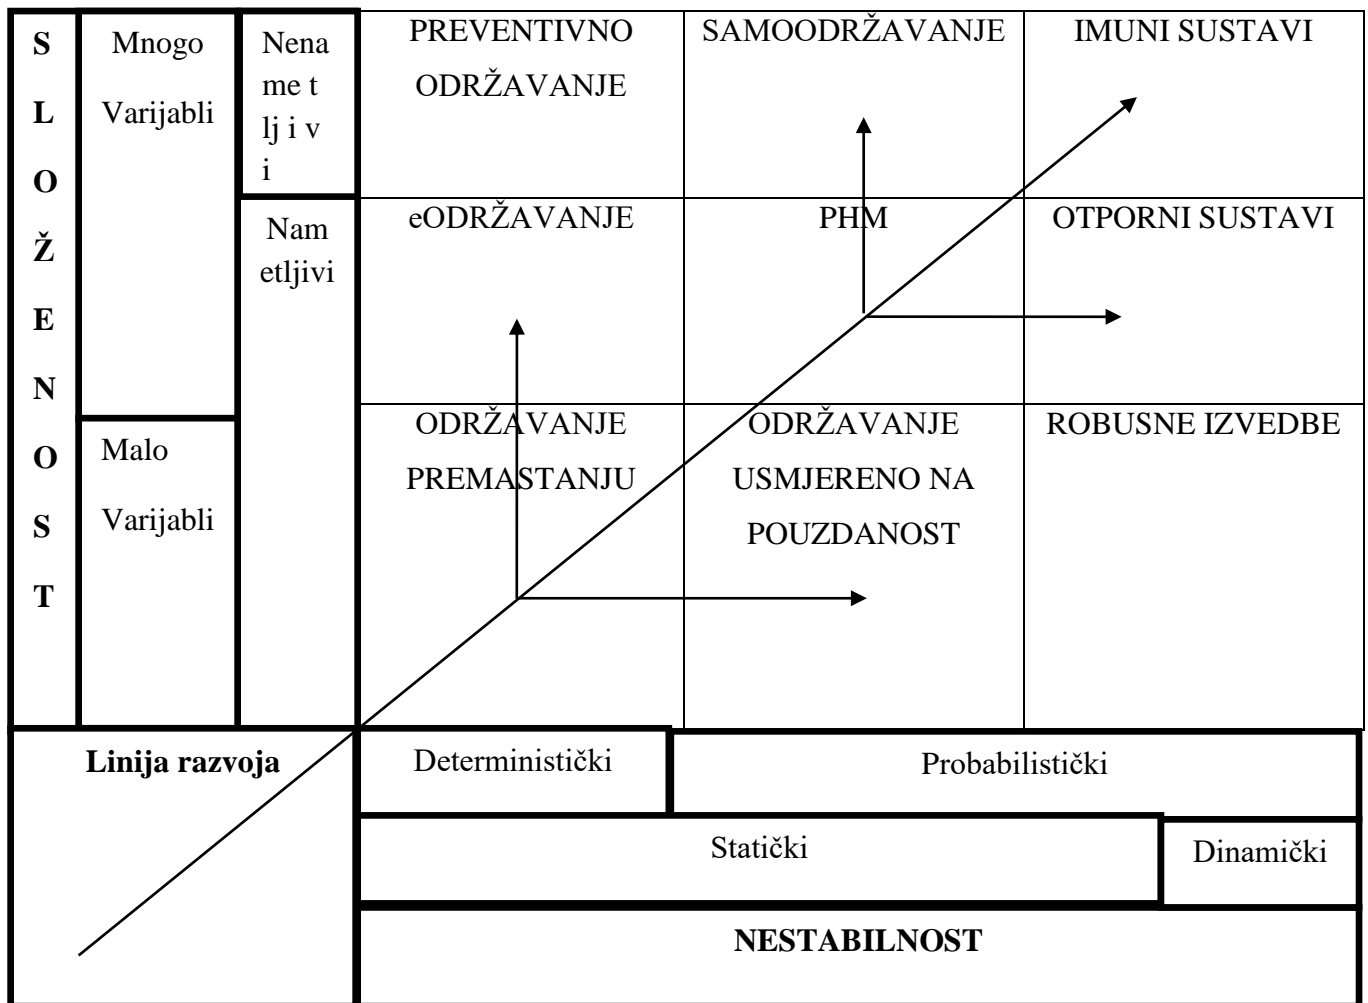 S
L
O
Ž
E
N
O
S
T
Mnogo
Varijabli
Malo
Varijabli
Nena
me t
lj i v
i
Nam
etljivi
PREVENTIVNO
ODRŽAVANJE
SAMOODRŽAVANJE
IMUNI SUSTAVI
eODRŽAVANJE
PHM
OTPORNI SUSTAVI
ODRŽAVANJE
PREMASTANJU
ODRŽAVANJE
USMJERENO NA
POUZDANOST
ROBUSNE IZVEDBE
Linija razvoja
Deterministički
Probabilistički
Statički
Dinamički
NESTABILNOST